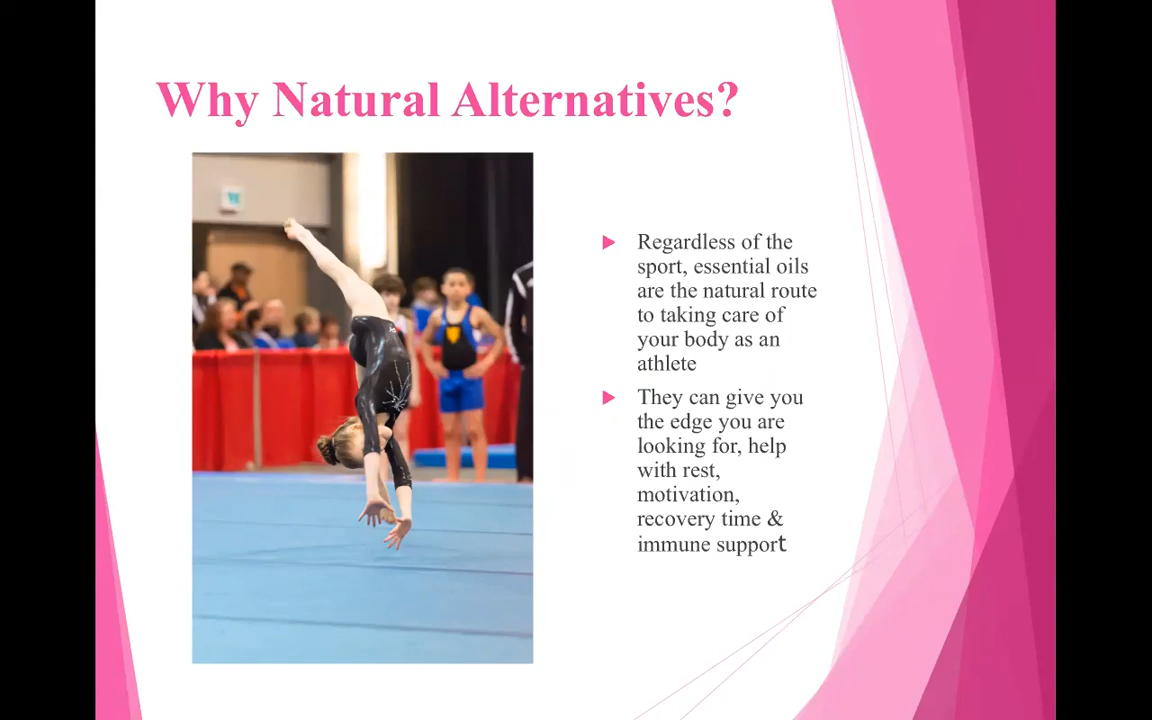 Why Natural Alternatives?
Regardless of the
sport, essential oils
are the natural route
to taking care of
your body as an
athlete
They can give you
the edge you are
looking for, help
with rest,
motivation,
recovery time &
immune support